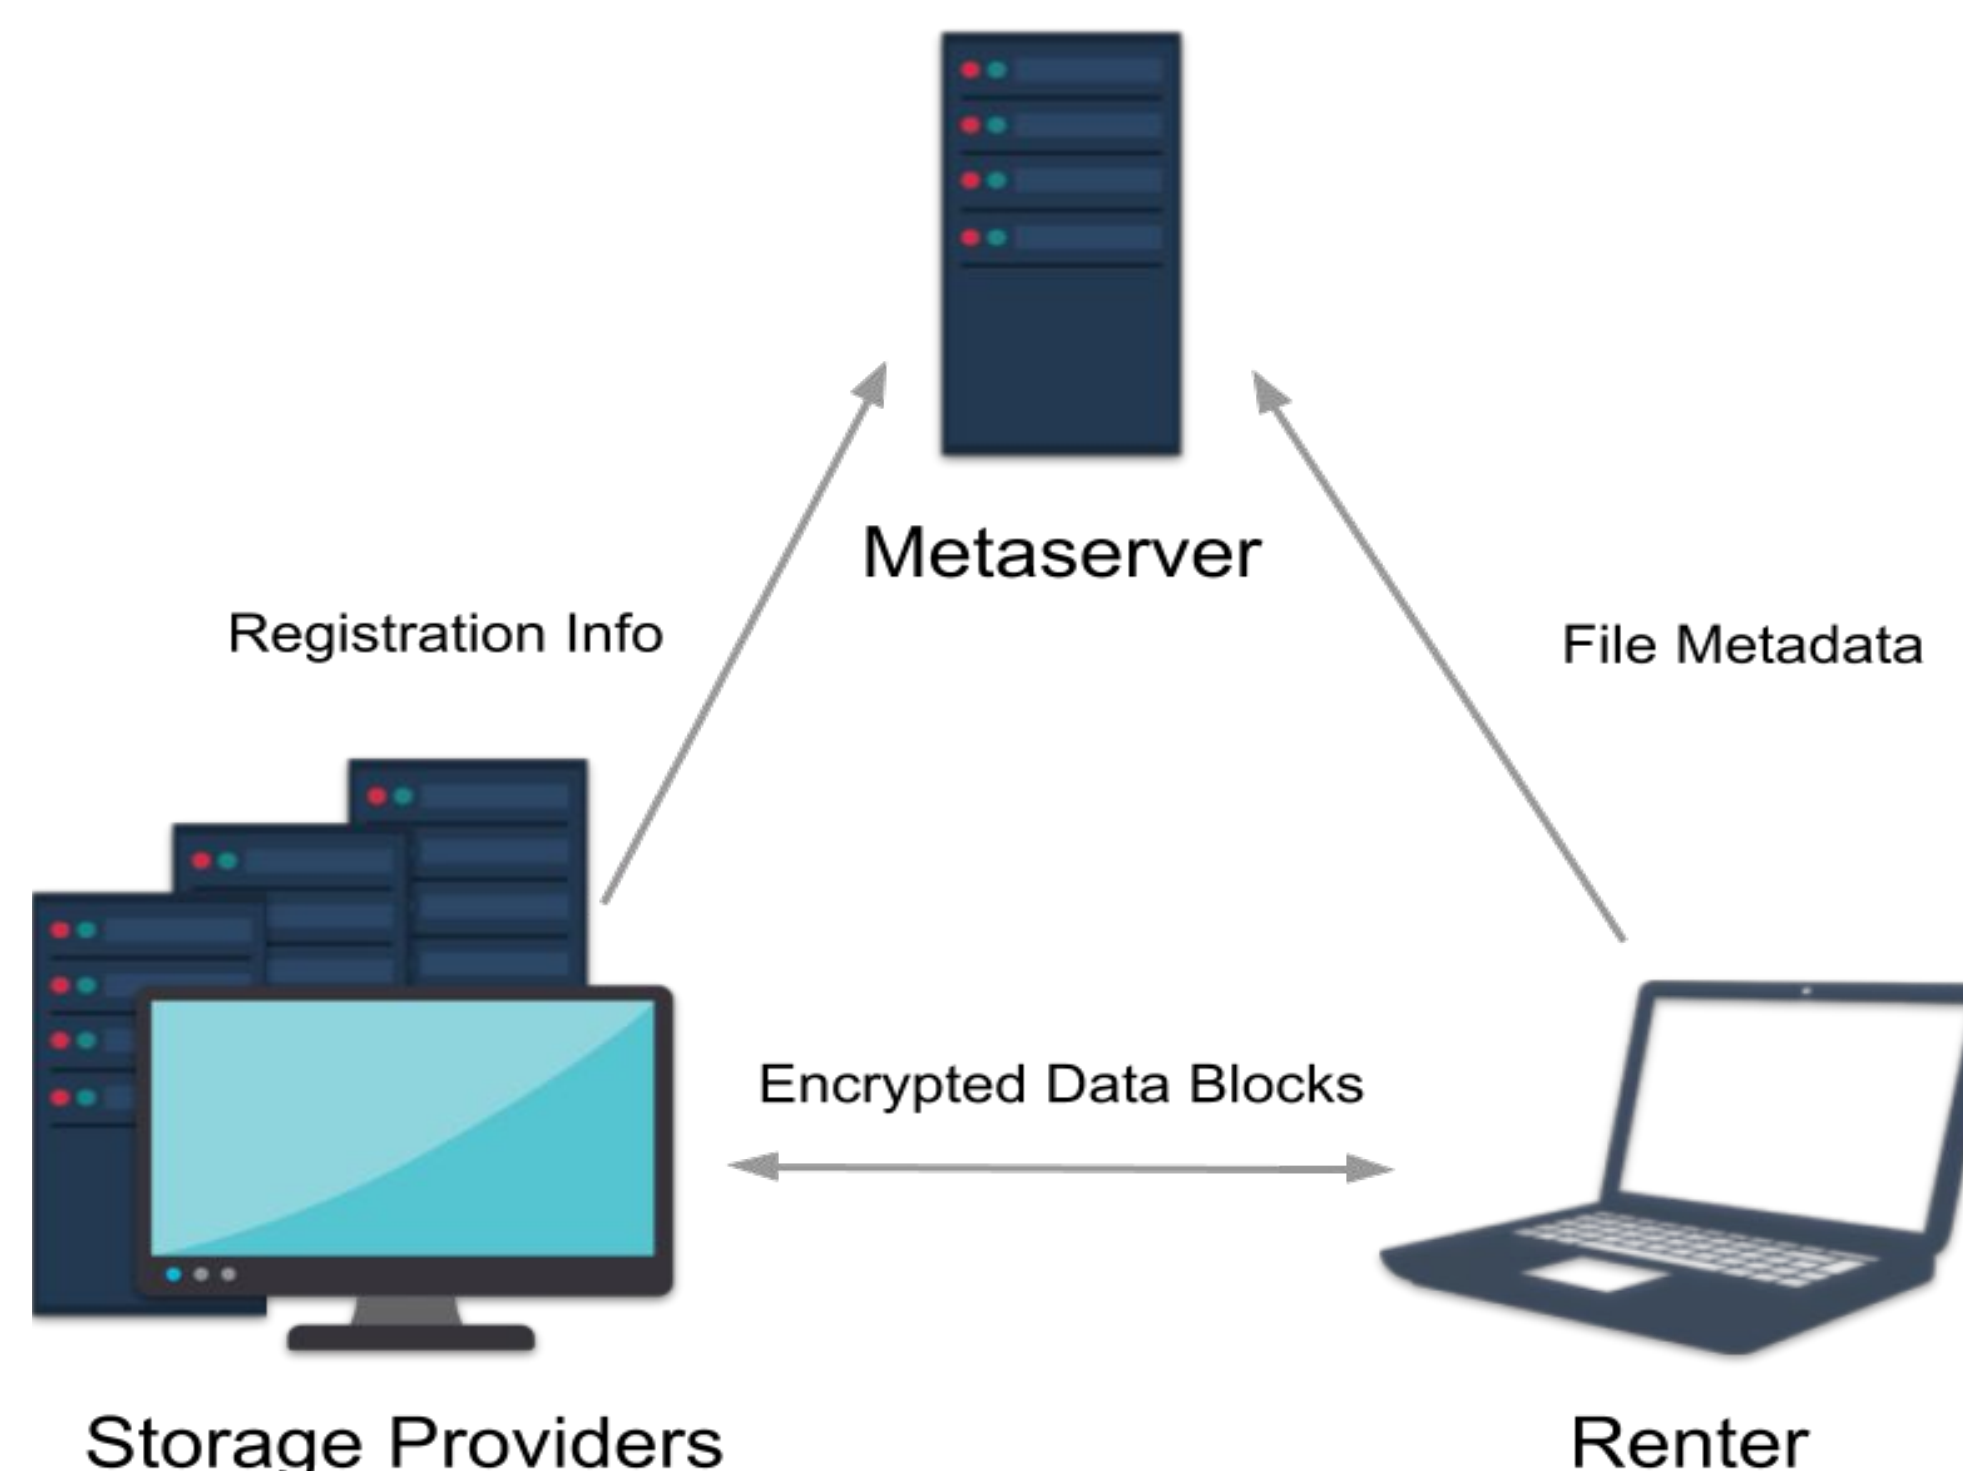 Metaserver
Registration Info
File Metadata
Encrypted Data Blocks
Storage Providers
Renter